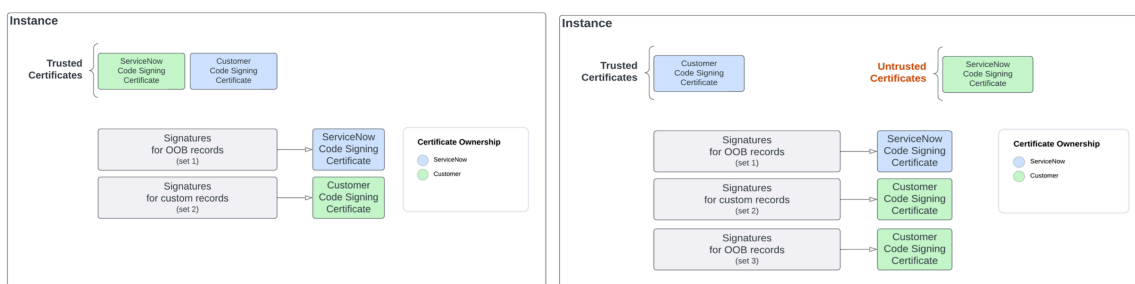 Instance
Trusted
Certificates
ServiceNow
Code Signing
Certificate
Customer
Code Signing
Certificate
Signatures
for OOB records
(set 1)
ServiceNow
Code Signing
Certificate
Signatures
for custom records
(set 2)
Customer
Code Signing
Certificate
Certificate Ownership
ServiceNow
Customer
Instance
Trusted
Certificates
Customer
Code Signing
Certificate
Untrusted
Certificates
ServiceNow
Code Signing
Certificate
Signatures
for OOB records
(set 1)
ServiceNow
Code Signing
Certificate
Signatures
for custom records
(set 2)
Customer
Code Signing
Certificate
Signatures
for OOB records
(set 3)
Customer
Code Signing
Certificate
Certificate Ownership
ServiceNow
Customer